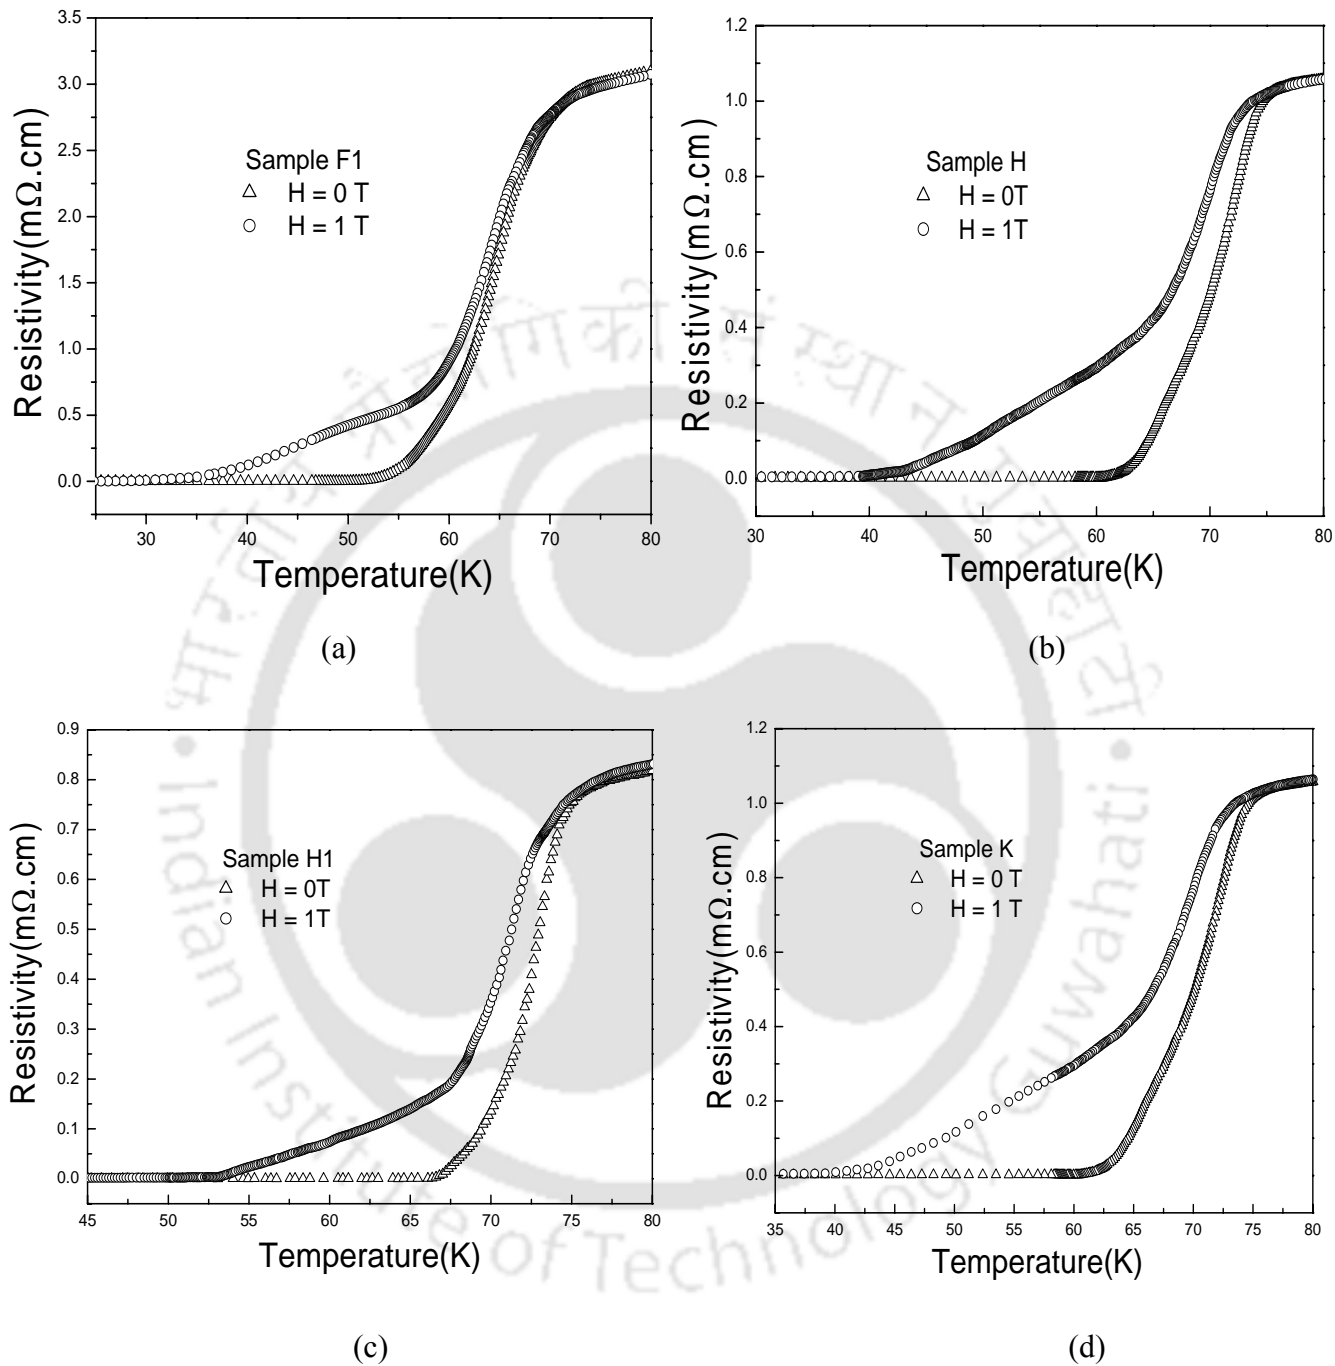 3.5
3.0
2.5
2.0
1.5
1.0
0.5
0.0
Resistivity(mΩ.cm)
Sample F1
H = 0 T
H = 1 T
30 40 50 60 70 80
Temperature(K)
(a)
1.2
1.0
0.8
0.6
0.4
0.2
0.0
Resistivity(mΩ.cm)
Sample H
H = 0T
H = 1T
30 40 50 60 70 80
Temperature(K)
(b)
0.9
0.8
0.7
0.6
0.5
0.4
0.3
0.2
0.1
0.0
Resistivity(mΩ.cm)
Sample H1
H = 0T
H = 1T
45 50 55 60 65 70 75 80
Temperature(K)
(c)
1.2
1.0
0.8
0.6
0.4
0.2
0.0
Resistivity(mΩ.cm)
Sample K
H = 0 T
H = 1 T
35 40 45 50 55 60 65 70 75 80
Temperature(K)
(d)
Indian Institute of Technology Guwahati